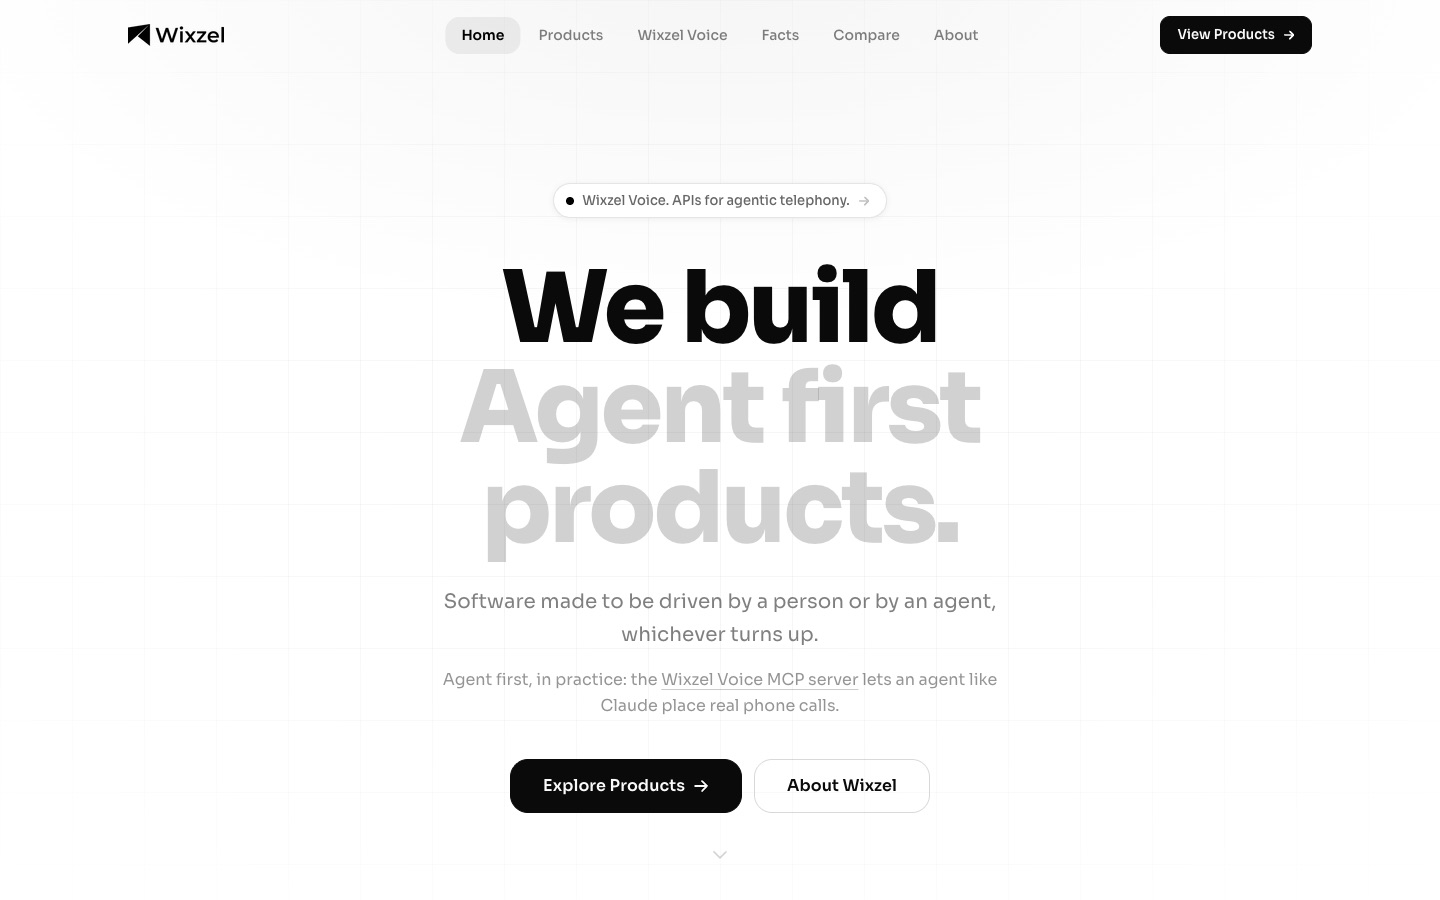 Wixzel
Home
Products
Wixzel Voice
Facts
Compare
About
View Products →
Wixzel Voice. APIs for agentic telephony. →
We build
Agent first
products.
Software made to be driven by a person or by an agent,
whichever turns up.
Agent first, in practice: the Wixzel Voice MCP server lets an agent like
Claude place real phone calls.
Explore Products →
About Wixzel